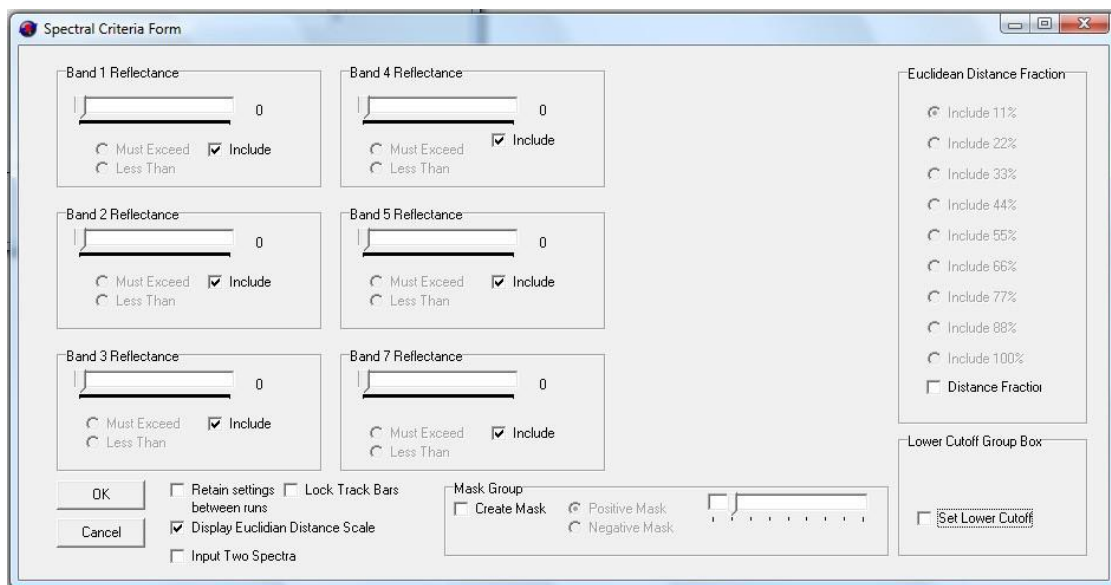 Spectral Criteria Form
Band 1 Reflectance
0
Must Exceed
Include
Less Than
Band 4 Reflectance
0
Must Exceed
Include
Less Than
Band 2 Reflectance
0
Must Exceed
Include
Less Than
Band 5 Reflectance
0
Must Exceed
Include
Less Than
Band 3 Reflectance
0
Must Exceed
Include
Less Than
Band 7 Reflectance
0
Must Exceed
Include
Less Than
Euclidean Distance Fraction
Include 11%
Include 22%
Include 33%
Include 44%
Include 55%
Include 66%
Include 77%
Include 88%
Include 100%
Distance Fractior
Lower Cutoff Group Box
Set Lower Cutoff
OK
Cancel
Retain settings
between runs
Lock Track Bars
Display Euclidian Distance Scale
Input Two Spectra
Mask Group
Create Mask
Positive Mask
Negative Mask